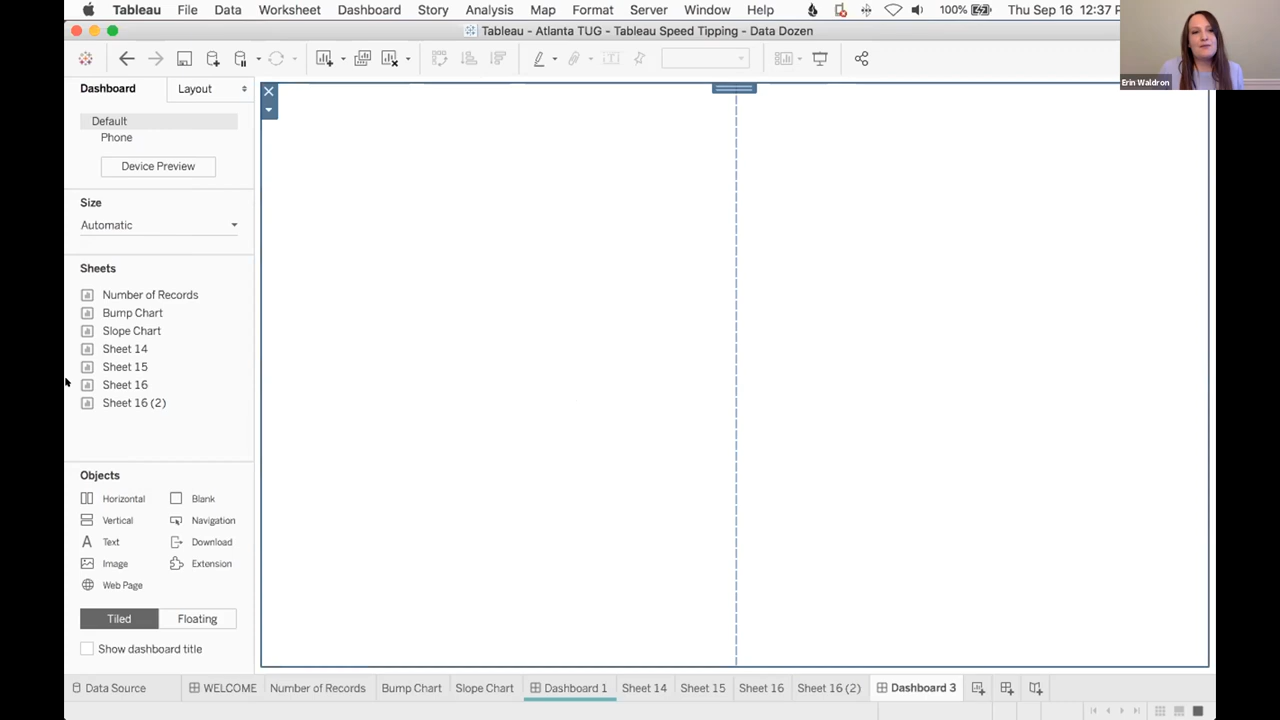 Tableau File Data Worksheet Dashboard Story Analysis Map Format Server Window Help 100% Thu Sep 16 12:37 P
Tableau - Atlanta TUG - Tableau Speed Tipping - Data Dozen
Erin Waldron
Dashboard Layout
Default
Phone
Device Preview
Size
Automatic
Sheets
Number of Records
Bump Chart
Slope Chart
Sheet 14
Sheet 15
Sheet 16
Sheet 16 (2)
Objects
Horizontal Blank
Vertical Navigation
Text Download
Image Extension
Web Page
Tiled Floating
Show dashboard title
Data Source WELCOME Number of Records Bump Chart Slope Chart Dashboard 1 Sheet 14 Sheet 15 Sheet 16 Sheet 16 (2) Dashboard 3